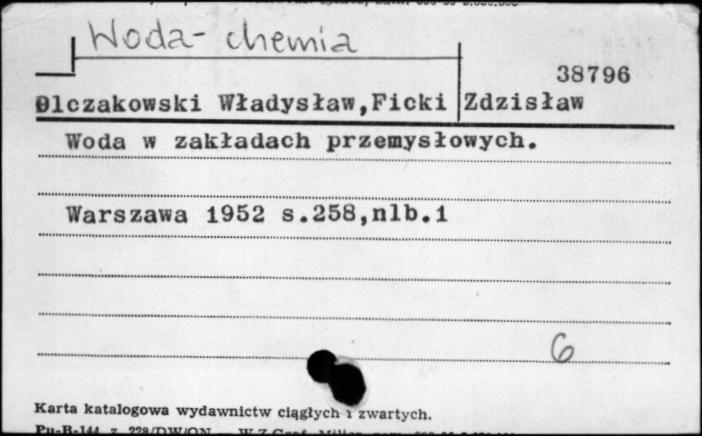 Woda - chemia
38796
Olczakowski Władysław,Ficki Zdzisław
Woda w zakładach przemysłowych.
Warszawa 1952 s.258,nlb.1
6
Karta katalogowa wydawnictw ciągłych i zwartych.